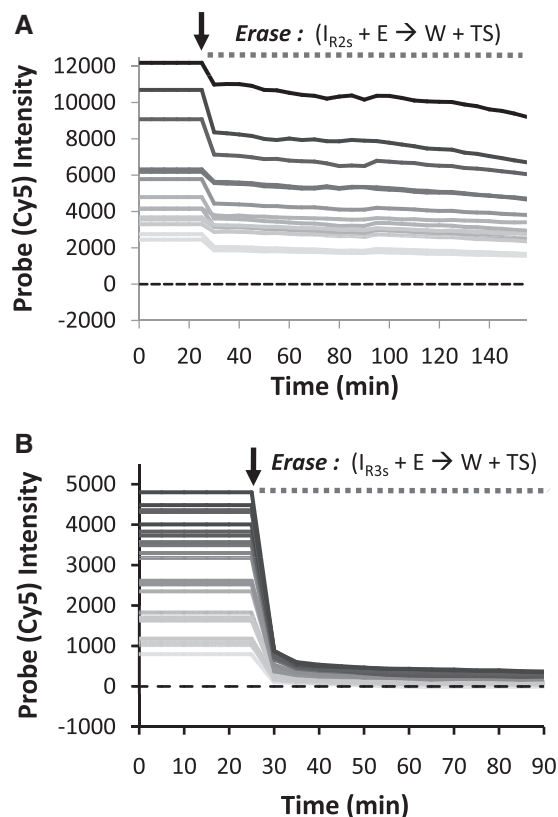 A
Erase : (I_R2s + E → W + TS)
12000
10000
8000
6000
4000
2000
0
-2000
Probe (Cy5) Intensity
0 20 40 60 80 100 120 140
Time (min)
B
Erase : (I_R3s + E → W + TS)
5000
4000
3000
2000
1000
0
-1000
Probe (Cy5) Intensity
0 10 20 30 40 50 60 70 80 90
Time (min)